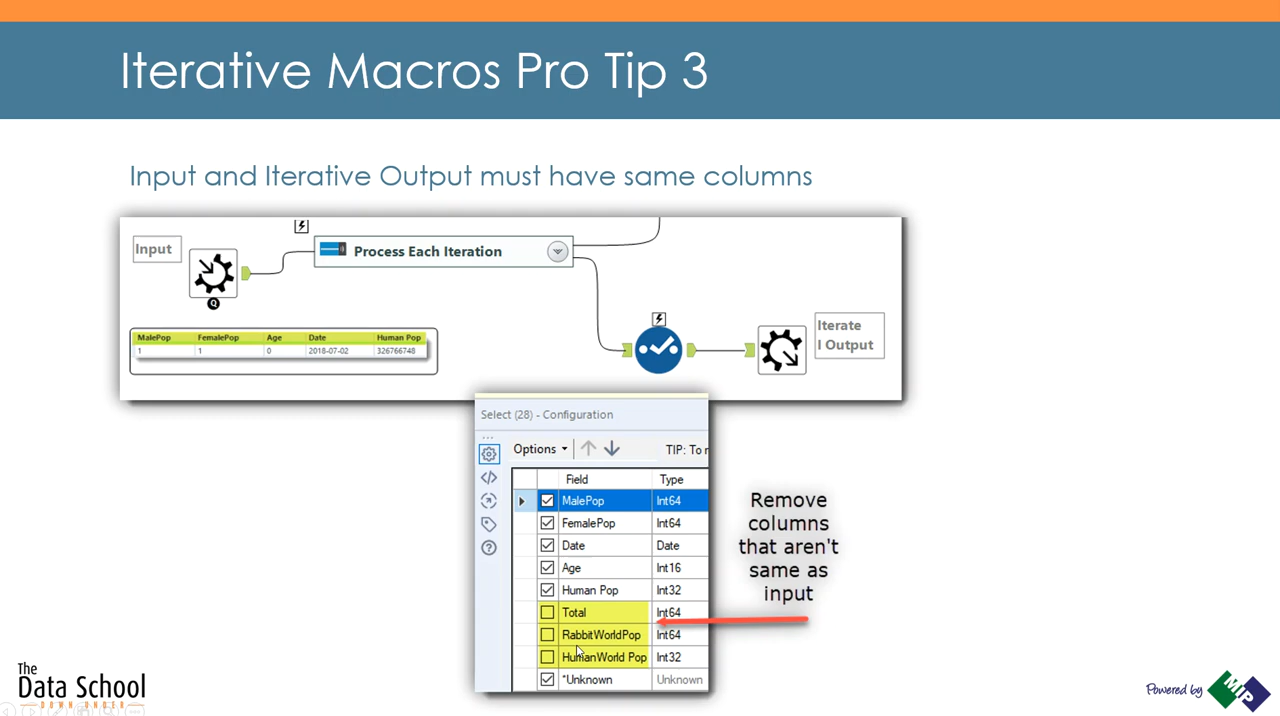 Iterative Macros Pro Tip 3
Input and Iterative Output must have same columns
Input
Process Each Iteration
Q
MalePop FemalePop Age Date Human Pop
1 1 0 2018-07-02 326766748
Iterate
I Output
Select (28) - Configuration
Options TIP: To r
Field Type
MalePop Int64
FemalePop Int64
Date Date
Age Int16
Human Pop Int32
Total Int64
RabbitWorldPop Int64
HumanWorld Pop Int32
*Unknown Unknown
Remove
columns
that aren't
same as
input
The
Data School
DOWN UNDER
Powered by MIP